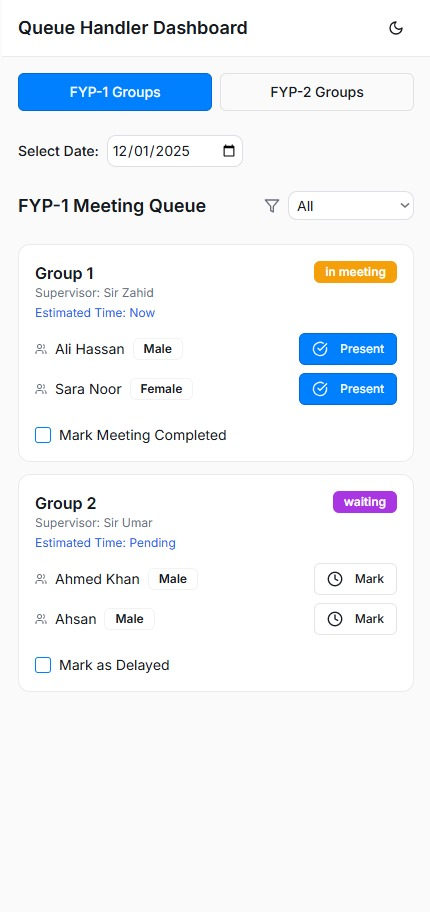 Queue Handler Dashboard
FYP-1 Groups
FYP-2 Groups
Select Date: 12/01/2025
FYP-1 Meeting Queue
All
Group 1
in meeting
Supervisor: Sir Zahid
Estimated Time: Now
Ali Hassan Male Present
Sara Noor Female Present
Mark Meeting Completed
Group 2
waiting
Supervisor: Sir Umar
Estimated Time: Pending
Ahmed Khan Male Mark
Ahsan Male Mark
Mark as Delayed